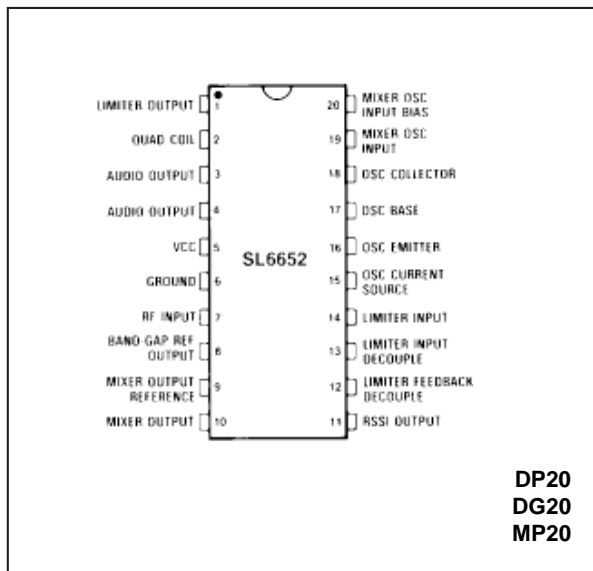 LIMITER OUTPUT 1
QUAD COIL 2
AUDIO OUTPUT 3
AUDIO OUTPUT 4
VCC 5
GROUND 6
RF INPUT 7
BAND-GAP REF
OUTPUT 8
MIXER OUTPUT
REFERENCE 9
MIXER OUTPUT 10
SL6652
20 MIXER OSC
INPUT BIAS
19 MIXER OSC
INPUT
18 OSC COLLECTOR
17 OSC BASE
16 OSC EMITTER
15 OSC CURRENT
SOURCE
14 LIMITER INPUT
13 LIMITER INPUT
DECOUPLE
12 LIMITER FEEDBACK
DECOUPLE
11 RSSI OUTPUT
DP20
DG20
MP20